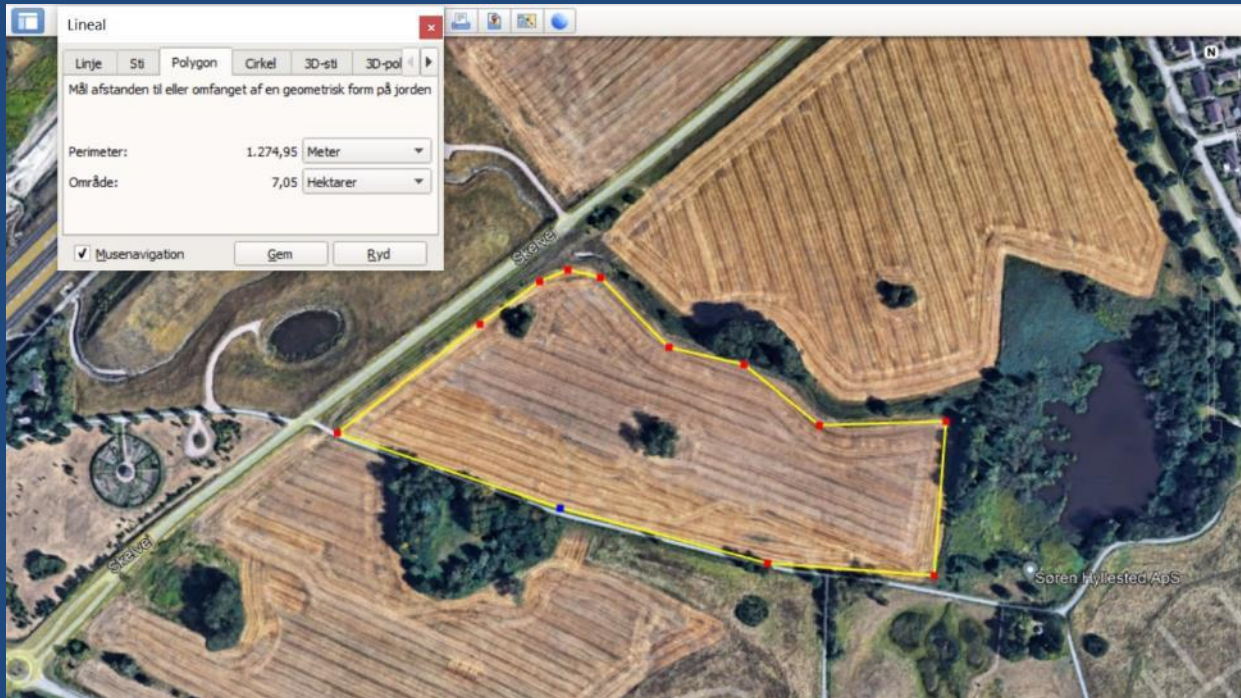 Lineal
Linje Sti Polygon Cirkel 3D-sti 3D-pol
Mål afstanden til eller omfanget af en geometrisk form på jorden
Perimeter: 1.274,95 Meter
Område: 7,05 Hektarer
Musenavigation Gem Ryd
N
Skelvej
Skelvej
Søren Hyllested ApS